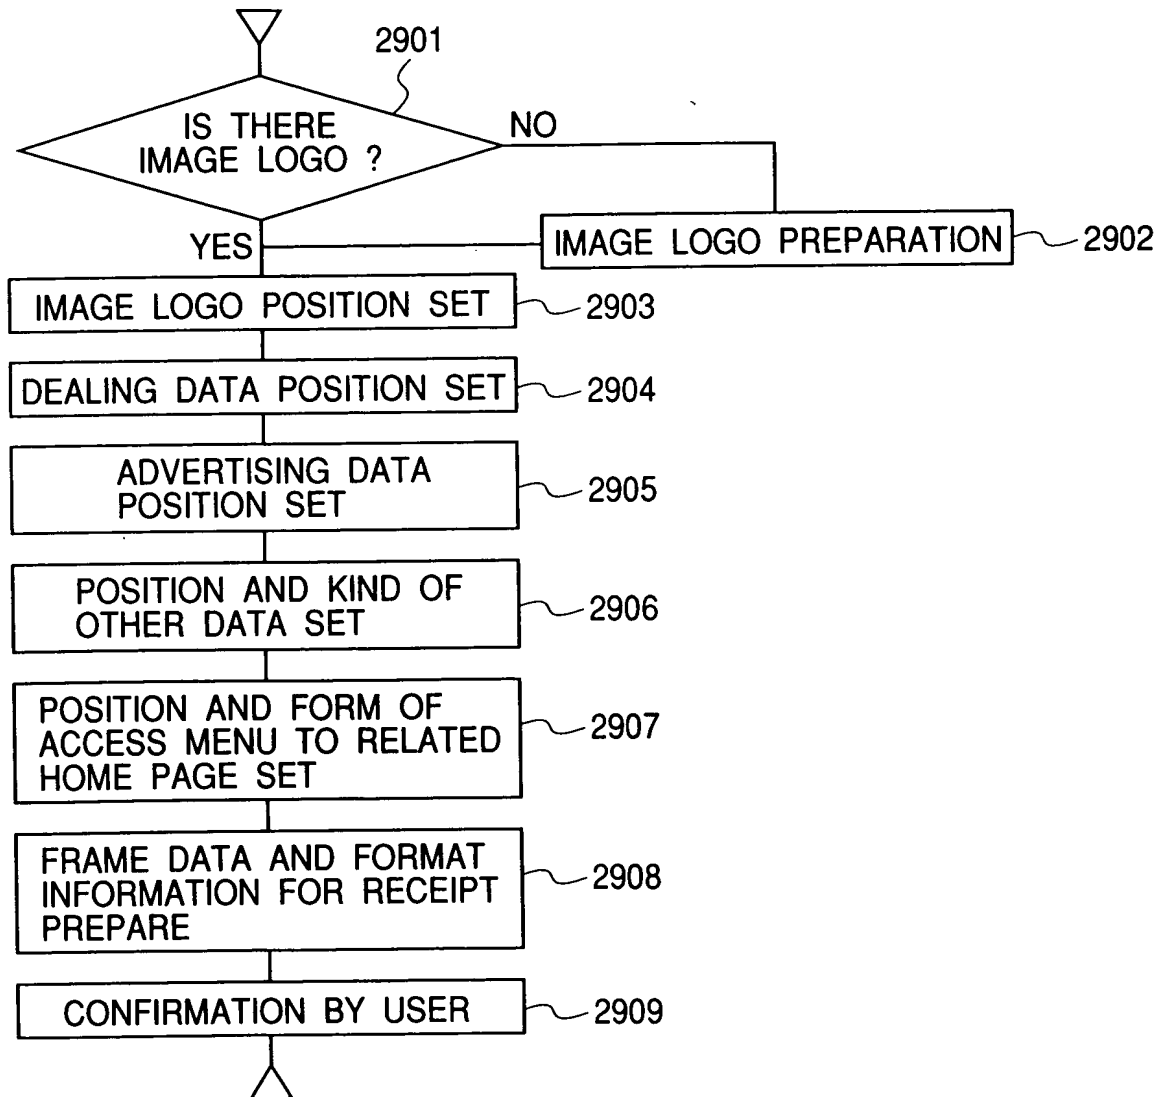 2901
IS THERE
IMAGE LOGO ?
NO
YES
IMAGE LOGO PREPARATION
2902
IMAGE LOGO POSITION SET
2903
DEALING DATA POSITION SET
2904
ADVERTISING DATA
POSITION SET
2905
POSITION AND KIND OF
OTHER DATA SET
2906
POSITION AND FORM OF
ACCESS MENU TO RELATED
HOME PAGE SET
2907
FRAME DATA AND FORMAT
INFORMATION FOR RECEIPT
PREPARE
2908
CONFIRMATION BY USER
2909